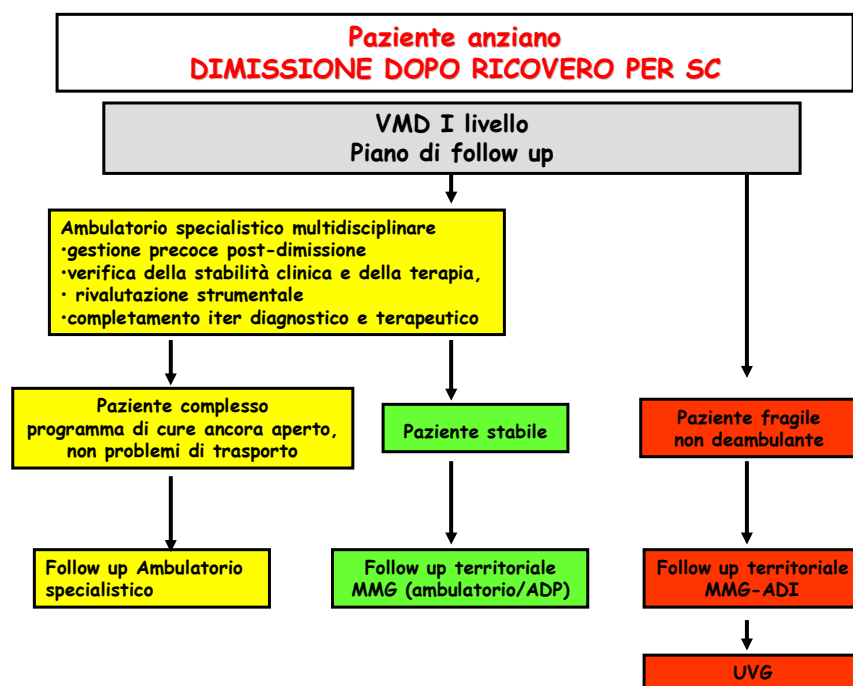 Paziente anziano
DIMISSIONE DOPO RICOVERO PER SC
VMD I livello
Piano di follow up
Ambulatorio specialistico multidisciplinare
•gestione precoce post-dimissione
•verifica della stabilità clinica e della terapia,
• rivalutazione strumentale
•completamento iter diagnostico e terapeutico
Paziente complesso
programma di cure ancora aperto,
non problemi di trasporto
Paziente stabile
Paziente fragile
non deambulante
Follow up Ambulatorio
specialistico
Follow up territoriale
MMG (ambulatorio/ADP)
Follow up territoriale
MMG-ADI
UVG